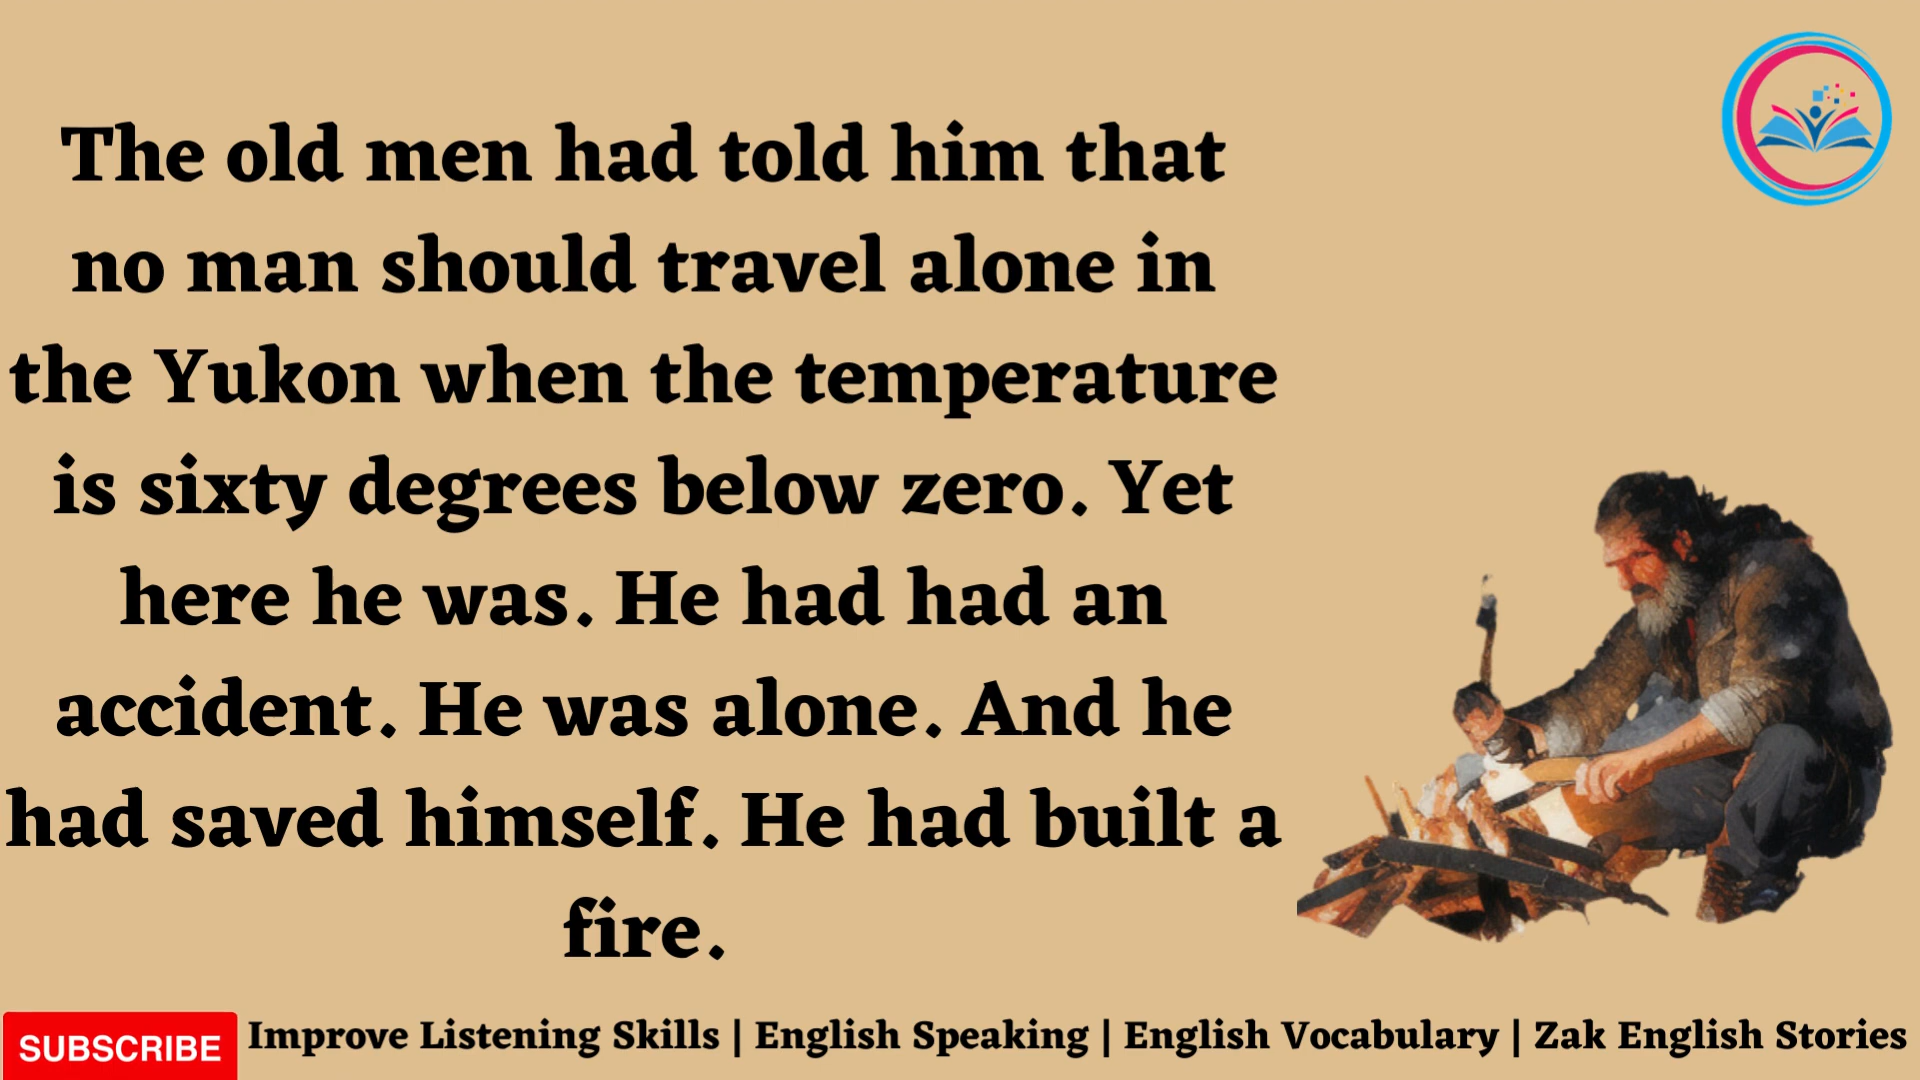 The old men had told him that
no man should travel alone in
the Yukon when the temperature
is sixty degrees below zero. Yet
here he was. He had had an
accident. He was alone. And he
had saved himself. He had built a
fire.
SUBSCRIBE
Improve Listening Skills | English Speaking | English Vocabulary | Zak English Stories